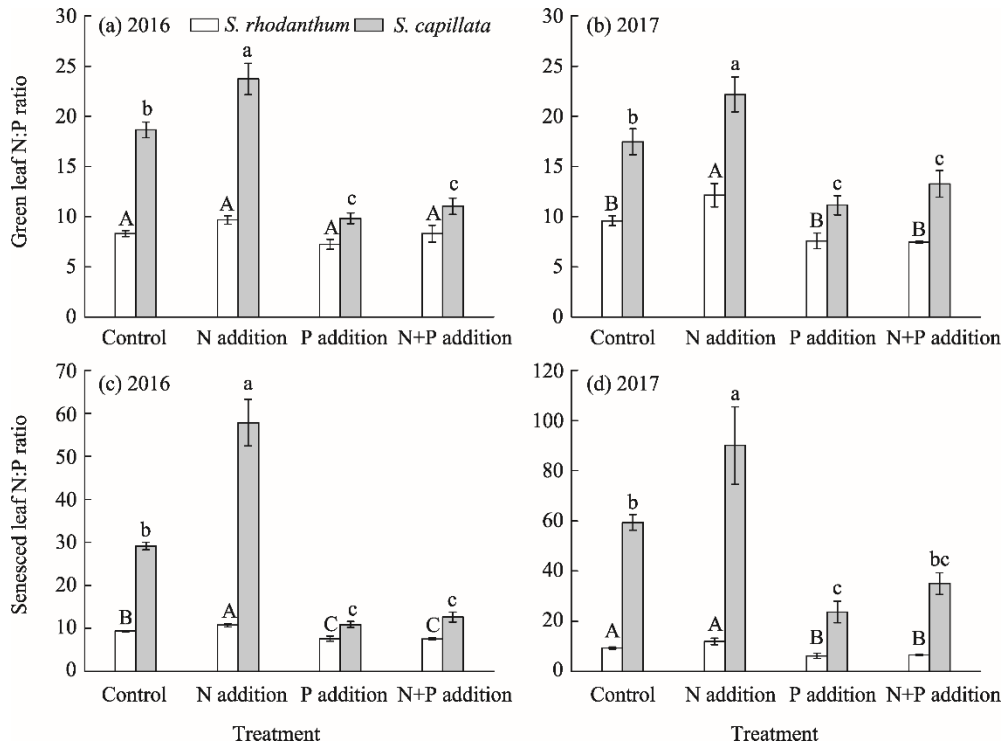 (a) 2016 S. rhodanthum S. capillata
Green leaf N:P ratio
30
25
20
15
10
5
0
b
a
c
c
A
A
A
A
Control N addition P addition N+P addition
(b) 2017
30
25
20
15
10
5
0
b
a
c
c
B
A
B
B
Control N addition P addition N+P addition
(c) 2016
Senesced leaf N:P ratio
70
60
50
40
30
20
10
0
b
a
c
c
B
A
C
C
Control N addition P addition N+P addition
Treatment
(d) 2017
120
100
80
60
40
20
0
b
a
c
bc
A
A
B
B
Control N addition P addition N+P addition
Treatment